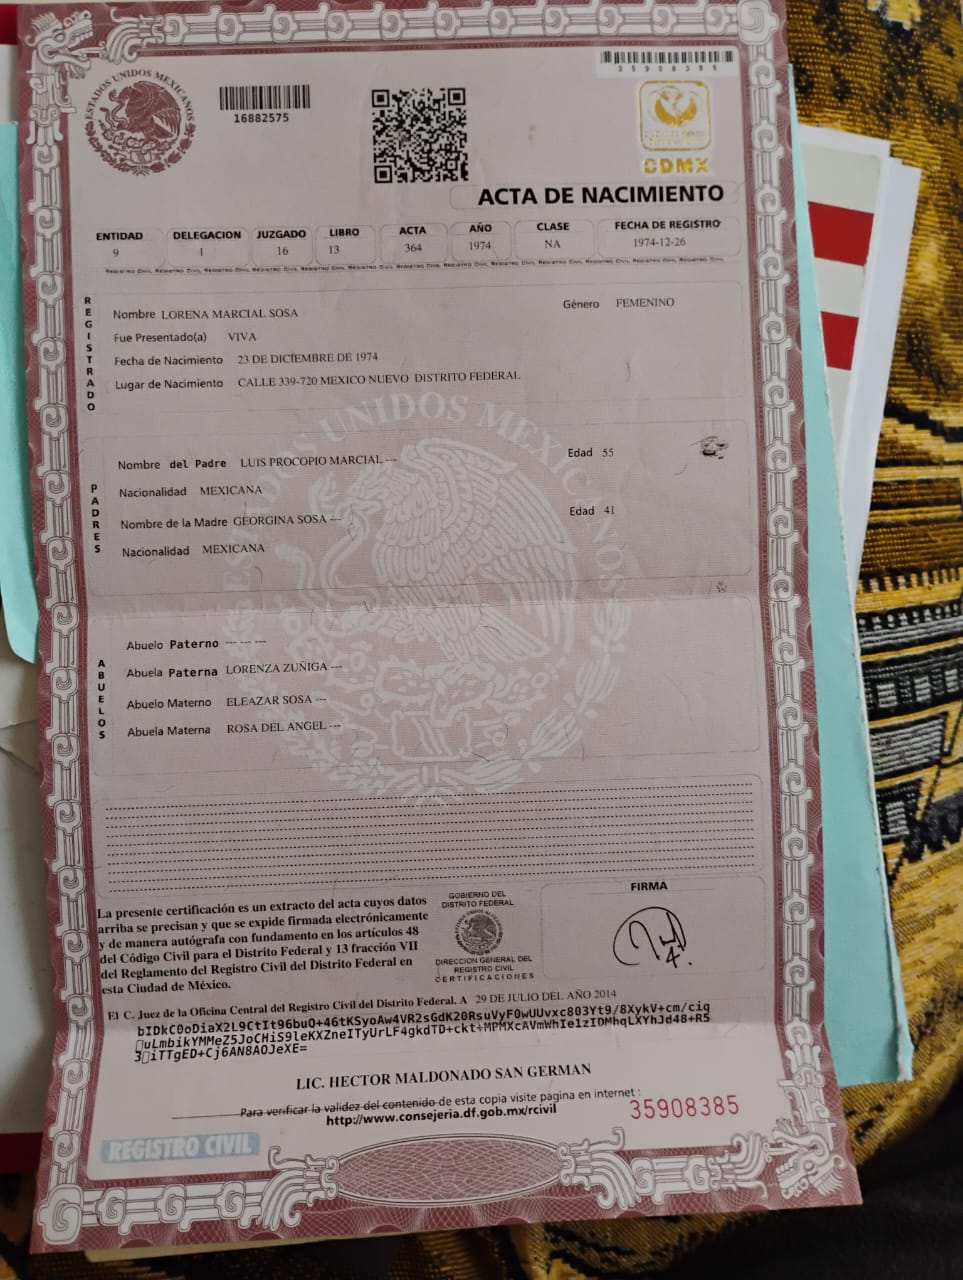 ESTADOS UNIDOS MEXICANOS
16882575
35908385
CDMX
ACTA DE NACIMIENTO
ENTIDAD DELEGACION JUZGADO LIBRO ACTA AÑO CLASE FECHA DE REGISTRO
9 1 16 13 364 1974 NA 1974-12-26
REGISTRADO
Nombre LORENA MARCIAL SOSA Género FEMENINO
Fue Presentado(a) VIVA
Fecha de Nacimiento 23 DE DICIEMBRE DE 1974
Lugar de Nacimiento CALLE 339-720 MEXICO NUEVO DISTRITO FEDERAL
ESTADOS UNIDOS MEXICANOS
PADRES
Nombre del Padre LUIS PROCOPIO MARCIAL --- Edad 55
Nacionalidad MEXICANA
Nombre de la Madre GEORGINA SOSA --- Edad 41
Nacionalidad MEXICANA
ABUELOS
Abuelo Paterno --- --- ---
Abuela Paterna LORENZA ZUÑIGA ---
Abuelo Materno ELEAZAR SOSA ---
Abuela Materna ROSA DEL ANGEL ---
La presente certificación es un extracto del acta cuyos datos
arriba se precisan y que se expide firmada electrónicamente
y de manera autógrafa con fundamento en los artículos 48
del Código Civil para el Distrito Federal y 13 fracción VII
del Reglamento del Registro Civil del Distrito Federal en
esta Ciudad de México.
GOBIERNO DEL
DISTRITO FEDERAL
DIRECCION GENERAL DEL
REGISTRO CIVIL
CERTIFICACIONES
FIRMA
El C. Juez de la Oficina Central del Registro Civil del Distrito Federal. A 29 DE JULIO DEL AÑO 2014
LIC. HECTOR MALDONADO SAN GERMAN
Para verificar la validez del contenido de esta copia visite página en internet :
http://www.consejeria.df.gob.mx/rcivil
35908385
REGISTRO CIVIL